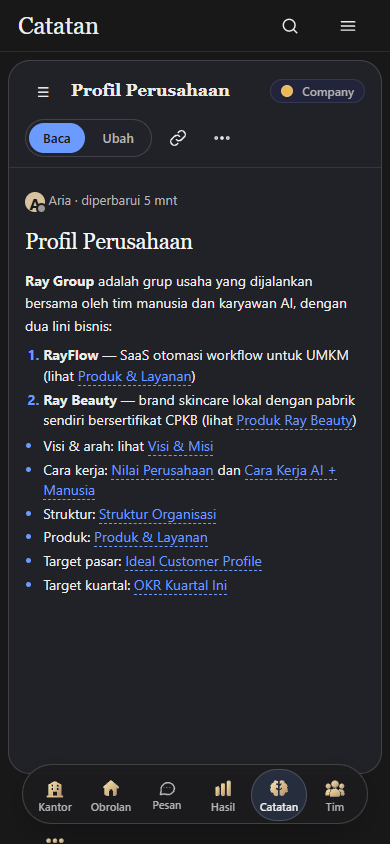 Catatan
Profil Perusahaan
Company
Baca
Ubah
A
Aria · diperbarui 5 mnt
Profil Perusahaan
Ray Group adalah grup usaha yang dijalankan
bersama oleh tim manusia dan karyawan AI, dengan
dua lini bisnis:
1. RayFlow — SaaS otomasi workflow untuk UMKM
(lihat Produk & Layanan)
2. Ray Beauty — brand skincare lokal dengan pabrik
sendiri bersertifikat CPKB (lihat Produk Ray Beauty)
• Visi & arah: lihat Visi & Misi
• Cara kerja: Nilai Perusahaan dan Cara Kerja AI +
Manusia
• Struktur: Struktur Organisasi
• Produk: Produk & Layanan
• Target pasar: Ideal Customer Profile
• Target kuartal: OKR Kuartal Ini
Kantor
Obrolan
Pesan
Hasil
Catatan
Tim